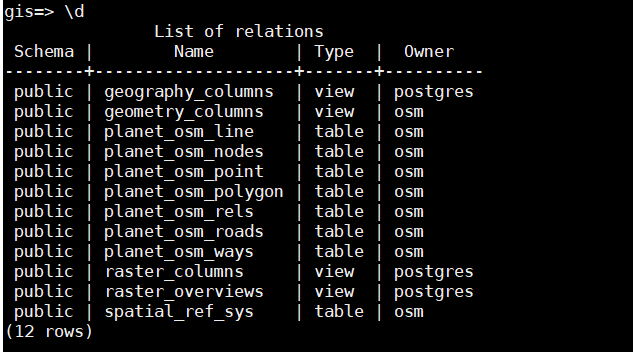 gis=> \d
               List of relations
 Schema |        Name        | Type  |  Owner
--------+--------------------+-------+----------
 public | geography_columns  | view  | postgres
 public | geometry_columns   | view  | osm
 public | planet_osm_line    | table | osm
 public | planet_osm_nodes   | table | osm
 public | planet_osm_point   | table | osm
 public | planet_osm_polygon | table | osm
 public | planet_osm_rels    | table | osm
 public | planet_osm_roads   | table | osm
 public | planet_osm_ways    | table | osm
 public | raster_columns     | view  | postgres
 public | raster_overviews   | view  | postgres
 public | spatial_ref_sys    | table | osm
(12 rows)